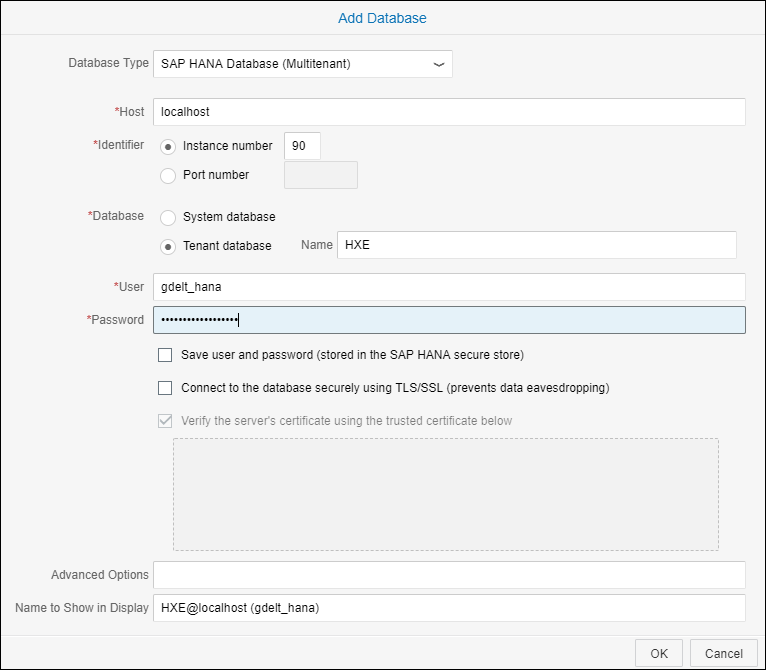 Add Database
Database Type SAP HANA Database (Multitenant)
*Host localhost
*Identifier Instance number 90
Port number
*Database System database
Tenant database Name HXE
*User gdelt_hana
*Password ••••••••••••••••••
Save user and password (stored in the SAP HANA secure store)
Connect to the database securely using TLS/SSL (prevents data eavesdropping)
Verify the server's certificate using the trusted certificate below
Advanced Options
Name to Show in Display HXE@localhost (gdelt_hana)
OK Cancel